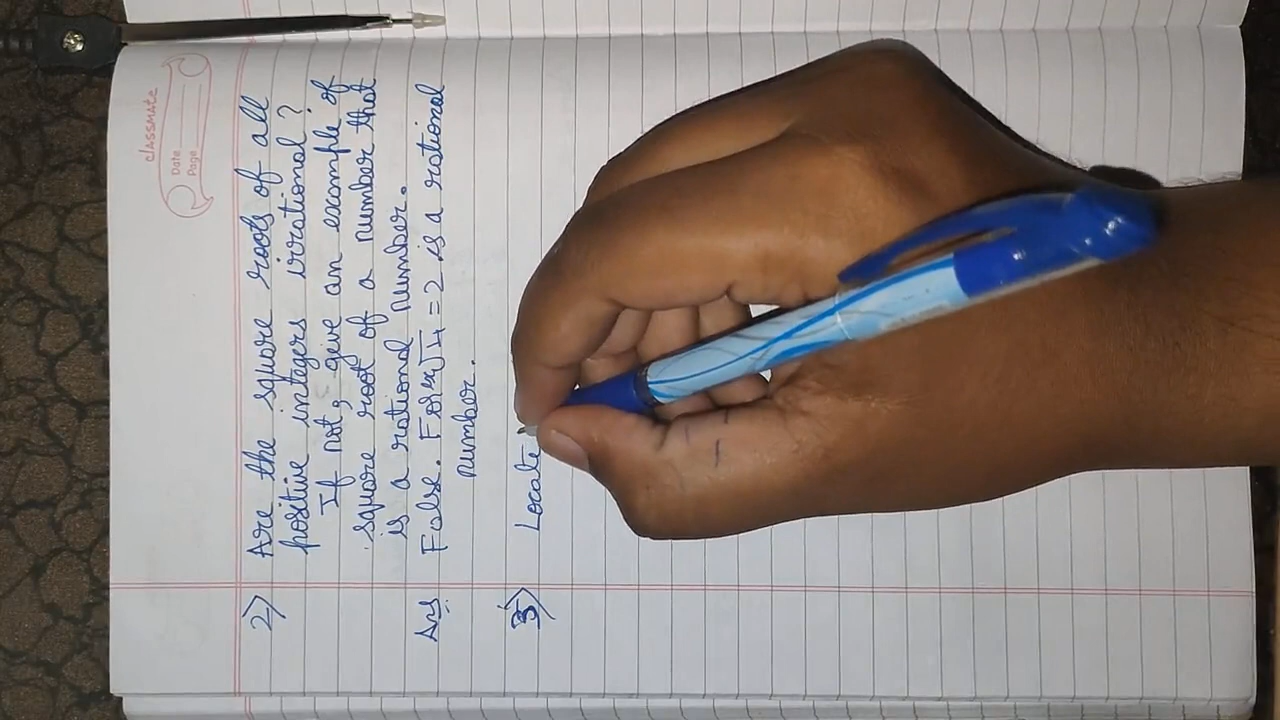 classmate
Date
Page
2) Are the square roots of all
positive integers irrational ?
If not, give an example of
square root of a number that
is a rational number.
Ans False. For √4 = 2 is a rational
number.
3) Locate